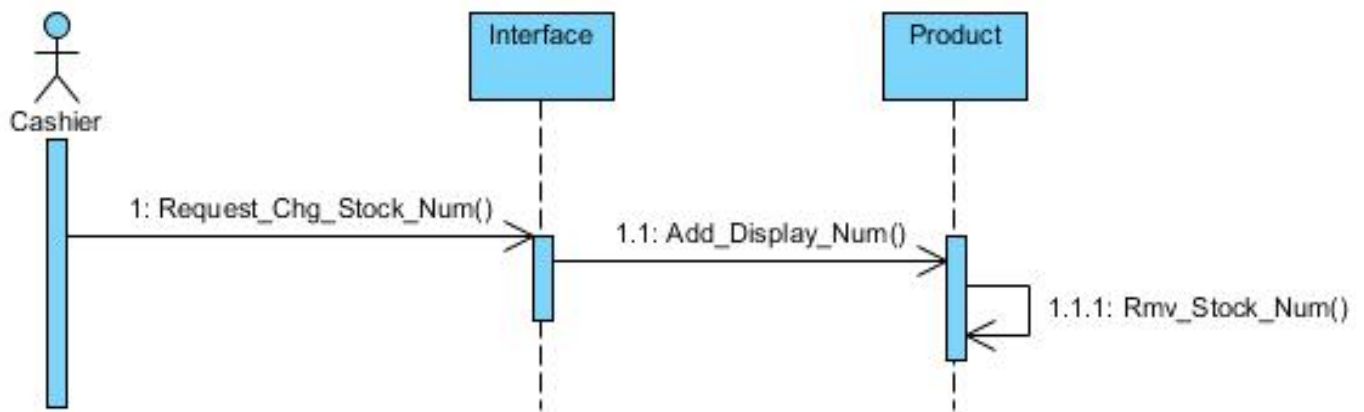 Interface
Product
Cashier
1: Request_Chg_Stock_Num()
1.1: Add_Display_Num()
1.1.1: Rmv_Stock_Num()